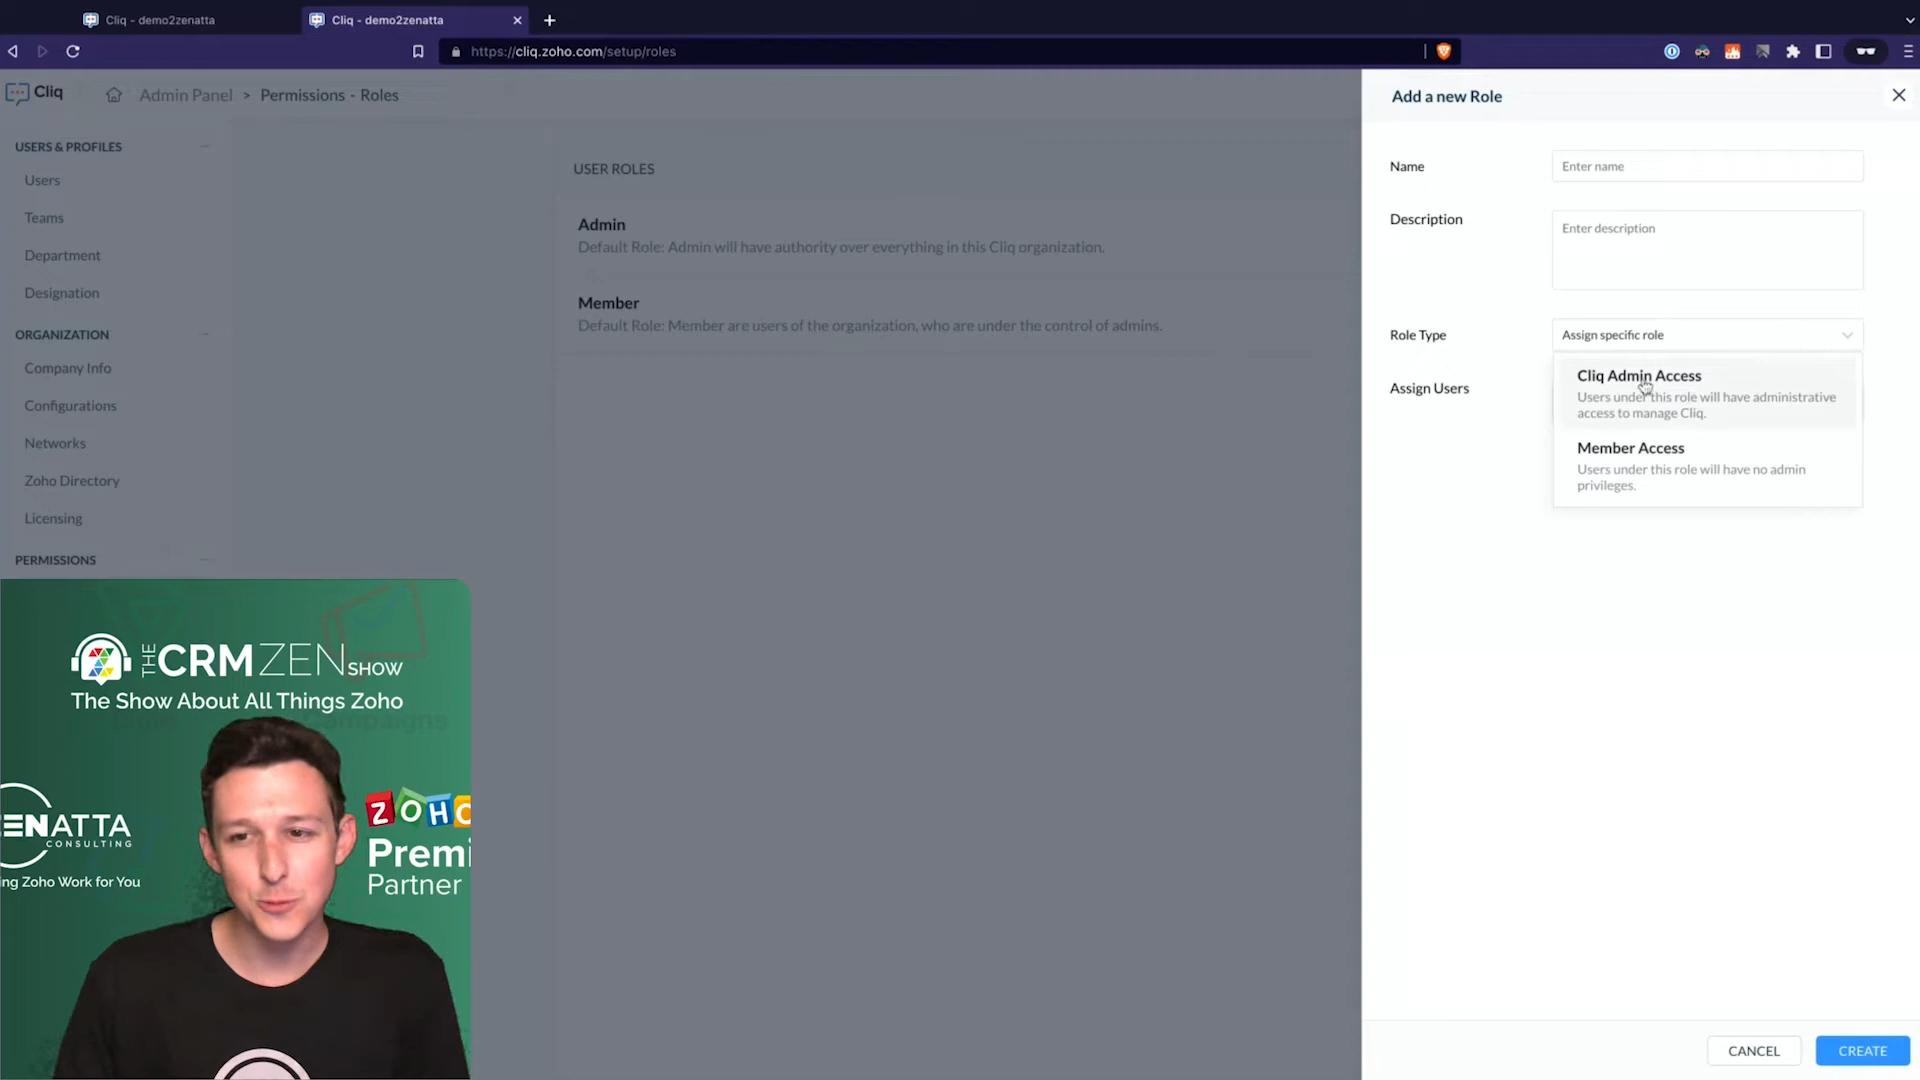 Cliq - demo2zenatta
Cliq - demo2zenatta
https://cliq.zoho.com/setup/roles
Cliq
Admin Panel > Permissions - Roles
USERS & PROFILES
Users
Teams
Department
Designation
ORGANIZATION
Company Info
Configurations
Networks
Zoho Directory
Licensing
PERMISSIONS
USER ROLES
Admin
Default Role: Admin will have authority over everything in this Cliq organization.
Member
Default Role: Member are users of the organization, who are under the control of admins.
Add a new Role
Name
Enter name
Description
Enter description
Role Type
Assign specific role
Cliq Admin Access
Users under this role will have administrative
access to manage Cliq.
Member Access
Users under this role will have no admin
privileges.
Assign Users
CANCEL
CREATE
THE CRM ZEN SHOW
The Show About All Things Zoho
Campaigns
ZENATTA
CONSULTING
ing Zoho Work for You
ZOHO
Premi
Partner